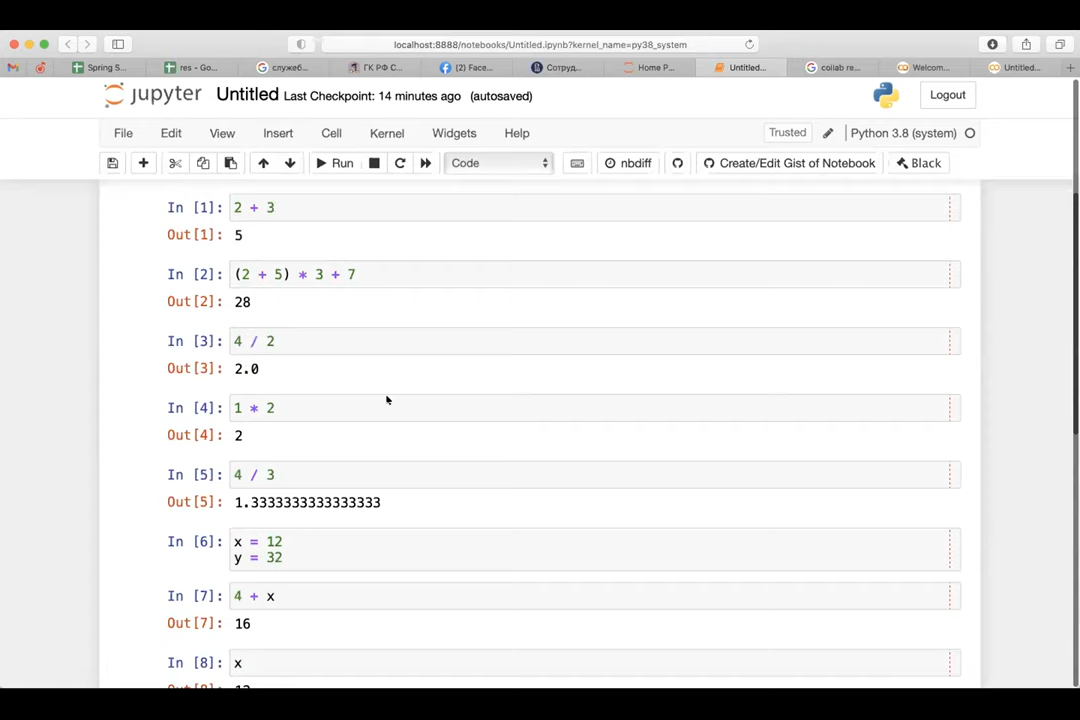 localhost:8888/notebooks/Untitled.ipynb?kernel_name=py38_system
Spring S...
res - Go...
служеб...
ГК РФ С...
(2) Face...
Сотруд...
Home P...
Untitled...
collab re...
Welcom...
Untitled...
jupyter Untitled Last Checkpoint: 14 minutes ago (autosaved)
Logout
File Edit View Insert Cell Kernel Widgets Help
Trusted
Python 3.8 (system)
Run
Code
nbdiff
Create/Edit Gist of Notebook
Black
In [1]: 2 + 3
Out[1]: 5
In [2]: (2 + 5) * 3 + 7
Out[2]: 28
In [3]: 4 / 2
Out[3]: 2.0
In [4]: 1 * 2
Out[4]: 2
In [5]: 4 / 3
Out[5]: 1.3333333333333333
In [6]: x = 12
y = 32
In [7]: 4 + x
Out[7]: 16
In [8]: x